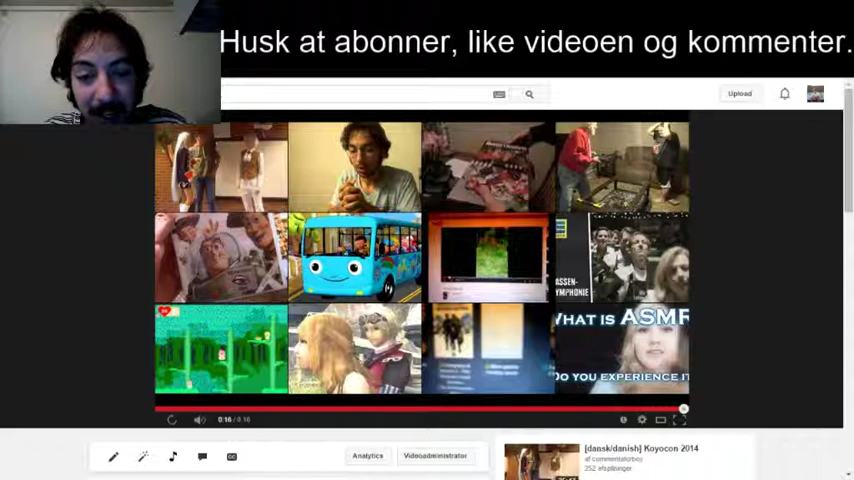 Husk at abonner, like videoen og kommenter.
Upload
ASSEN-
YMPHONIE
WHAT IS ASMR
DO YOU EXPERIENCE IT
0:16 / 0:16
Analytics
Videoadministrator
[dansk/danish] Koyocon 2014
af commentatorboy
252 afspilninger